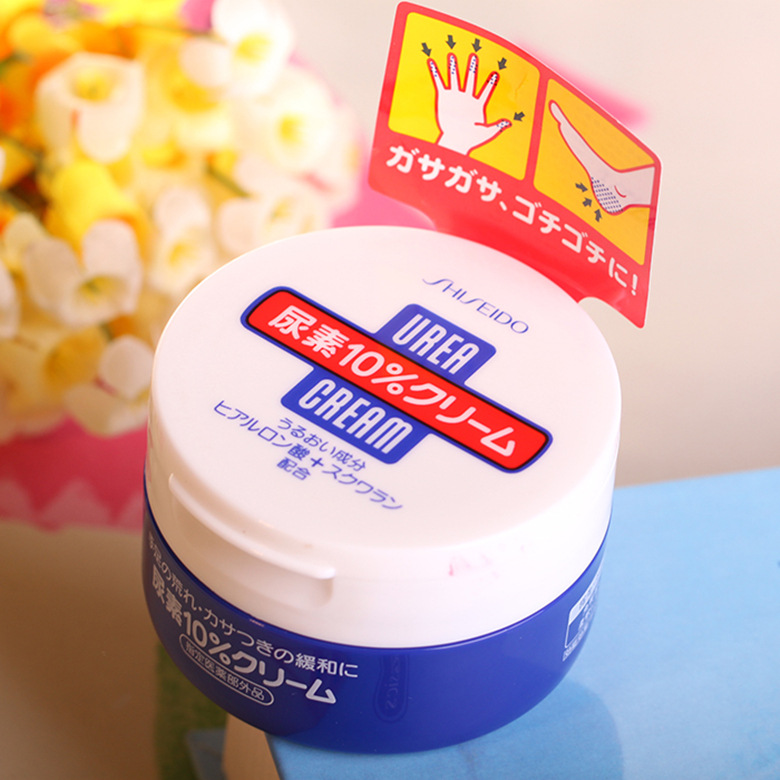 ガサガサ、ゴチゴチに!
SHISEIDO
UREA
尿素10%クリーム
CREAM
うるおい成分
ヒアルロン酸+スクワラン
配合
手足の荒れ・カサつきの緩和に
尿素10%クリーム
指定医薬部外品